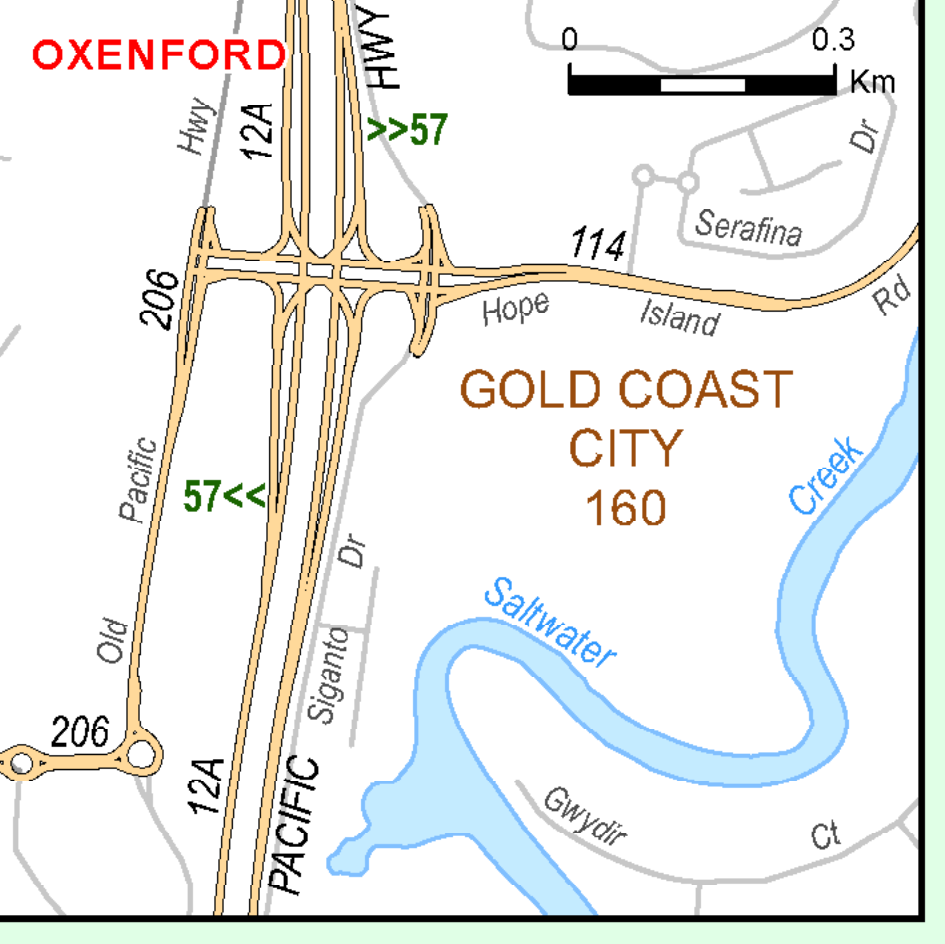 HWY
0 0.3
Km
OXENFORD
Hwy
12A
>>57
Dr
Serafina
114
206
Hope Island Rd
GOLD COAST
CITY
160
Pacific
57<<
Creek
Dr
Saltwater
Old
Siganto
206
12A
PACIFIC
Gwydir Ct